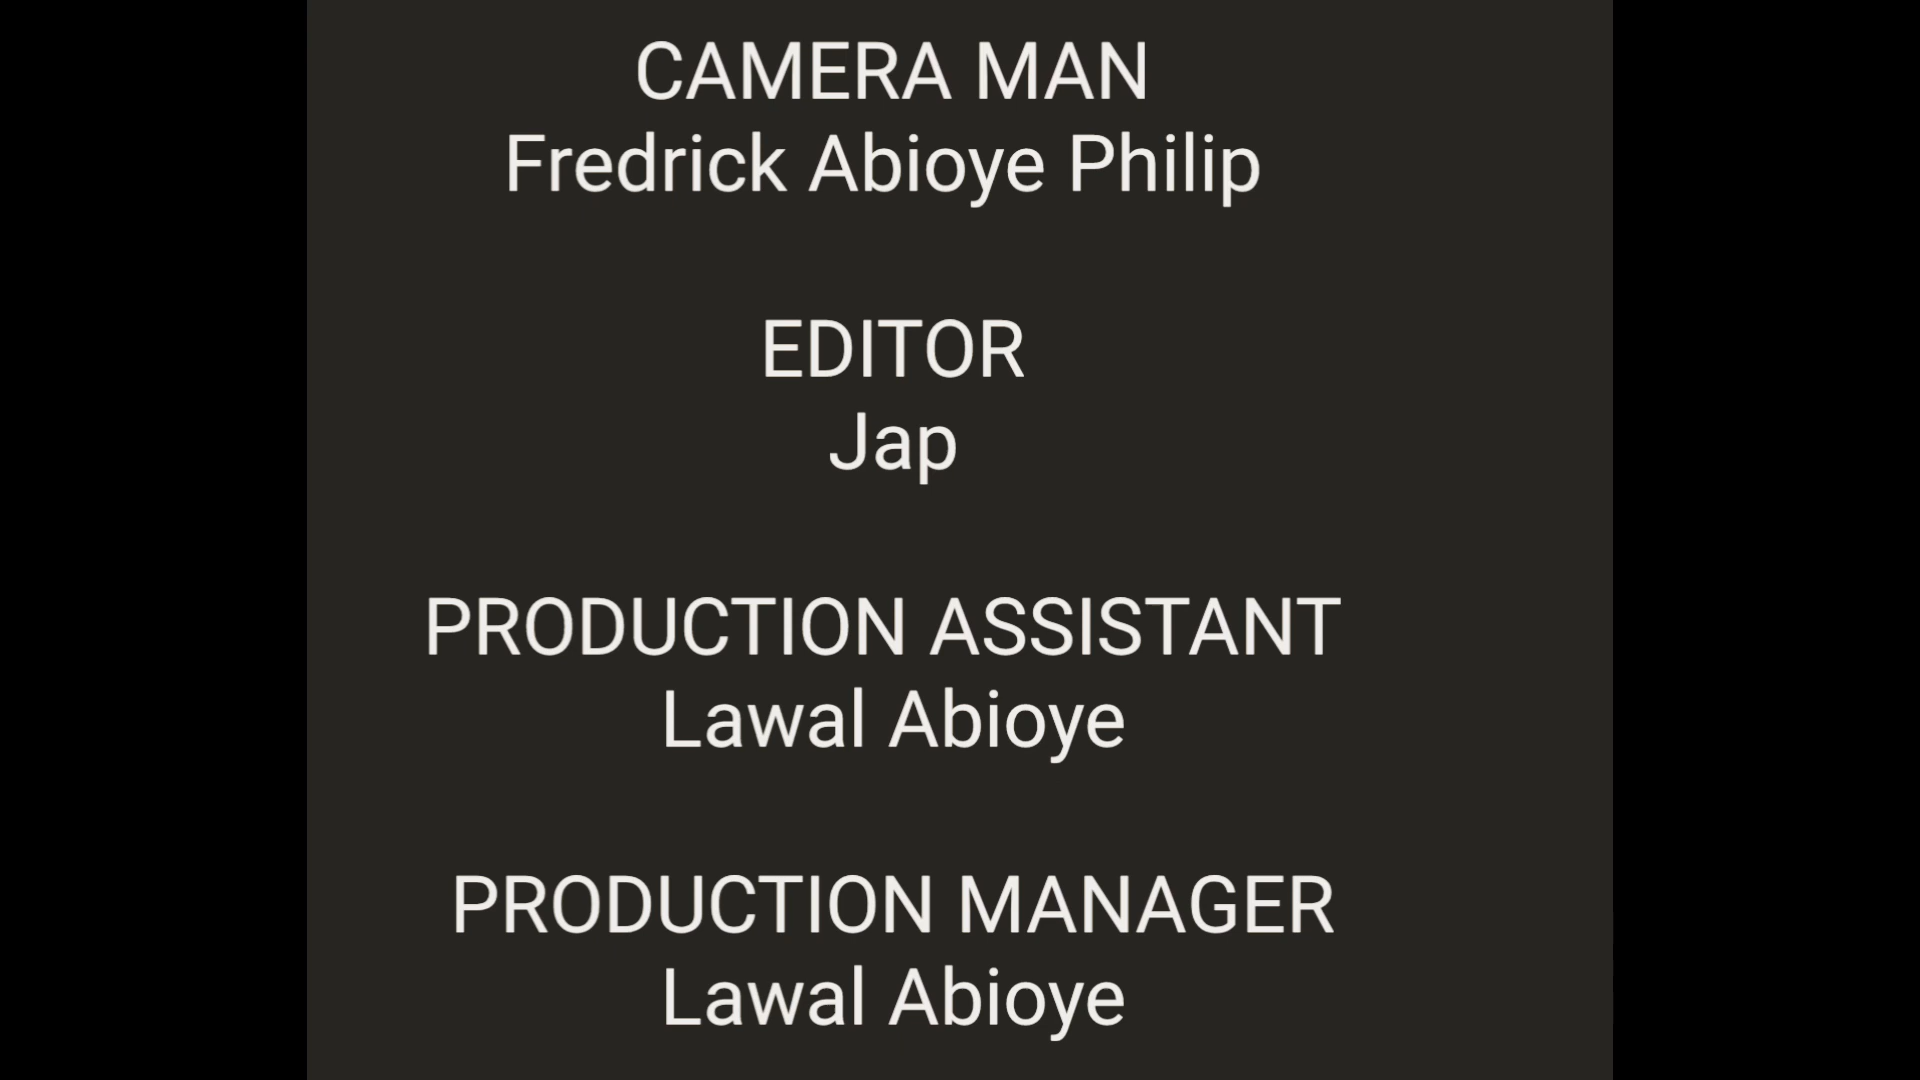 CAMERA MAN
Fredrick Abioye Philip
EDITOR
Jap
PRODUCTION ASSISTANT
Lawal Abioye
PRODUCTION MANAGER
Lawal Abioye